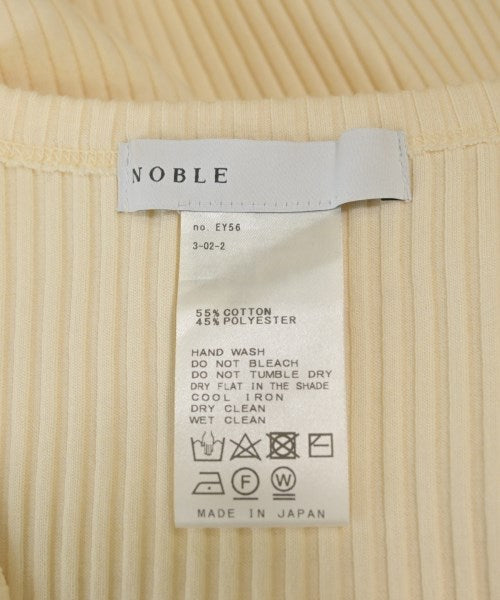 NOBLE
no. EY56
3-02-2
55% COTTON
45% POLYESTER
HAND WASH
DO NOT BLEACH
DO NOT TUMBLE DRY
DRY FLAT IN THE SHADE
COOL IRON
DRY CLEAN
WET CLEAN
F W
MADE IN JAPAN